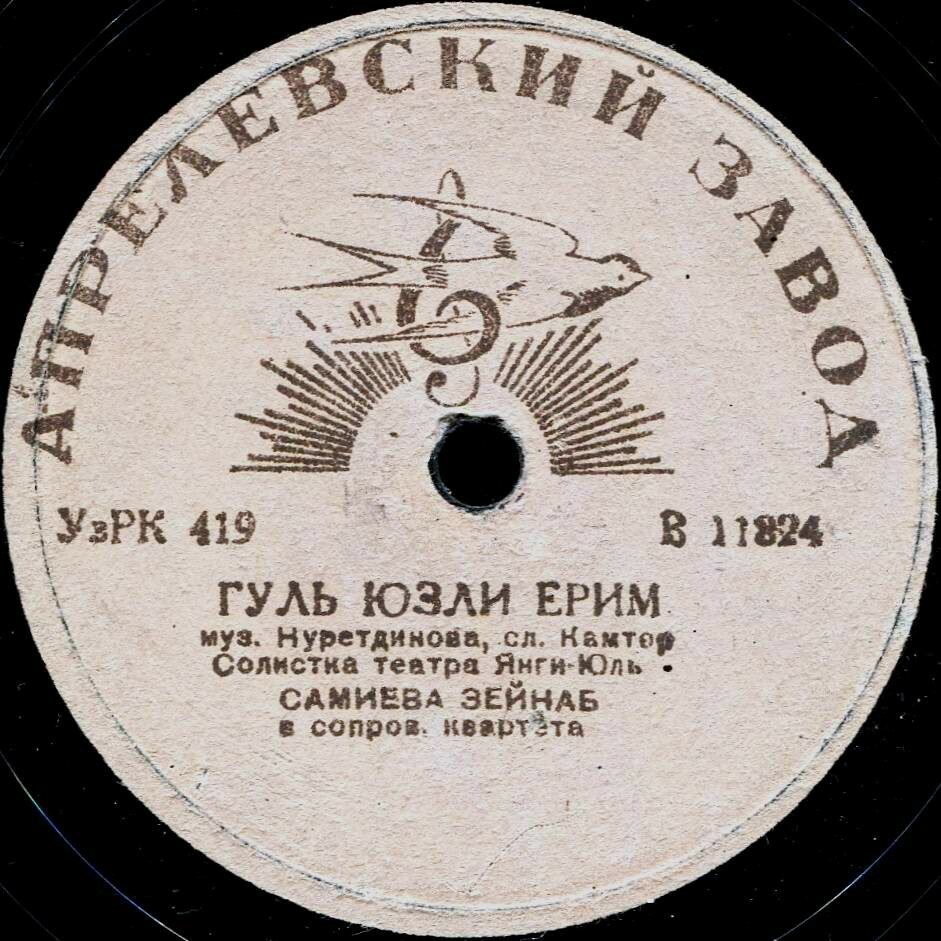 АПРЕЛЕВСКИЙ ЗАВОД
УзРК 419
В 11824
ГУЛЬ ЮЗЛИ ЕРИМ
муз. Нуретдинова, сл. Камтор
Солистка театра Янги-Юль
САМИЕВА ЗЕЙНАБ
в сопров. квартета